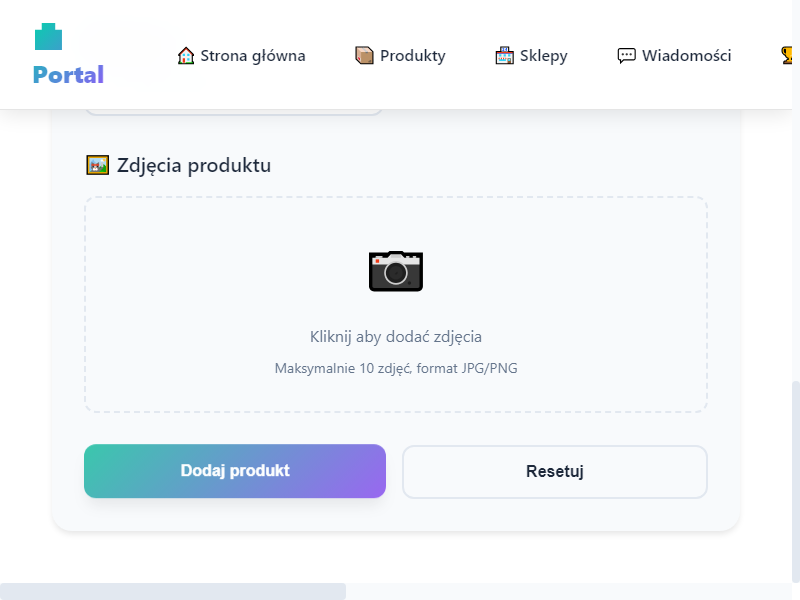 Portal
Strona główna
Produkty
Sklepy
Wiadomości
Zdjęcia produktu
Kliknij aby dodać zdjęcia
Maksymalnie 10 zdjęć, format JPG/PNG
Dodaj produkt
Resetuj